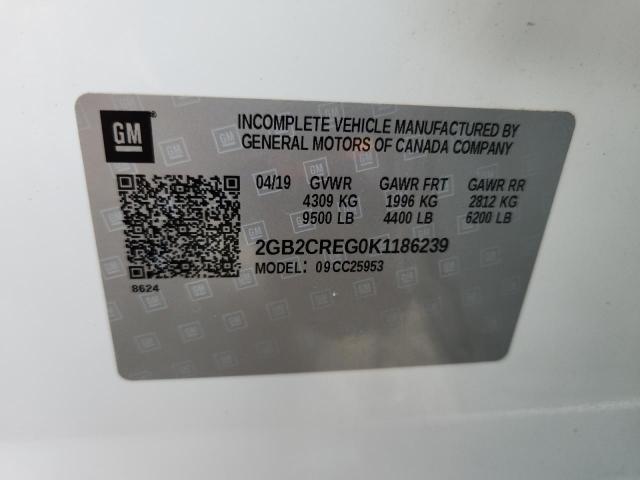 GM
INCOMPLETE VEHICLE MANUFACTURED BY
GENERAL MOTORS OF CANADA COMPANY
04/19 GVWR GAWR FRT GAWR RR
4309 KG 1996 KG 2812 KG
9500 LB 4400 LB 6200 LB
2GB2CREG0K1186239
MODEL: 09CC25953
8624